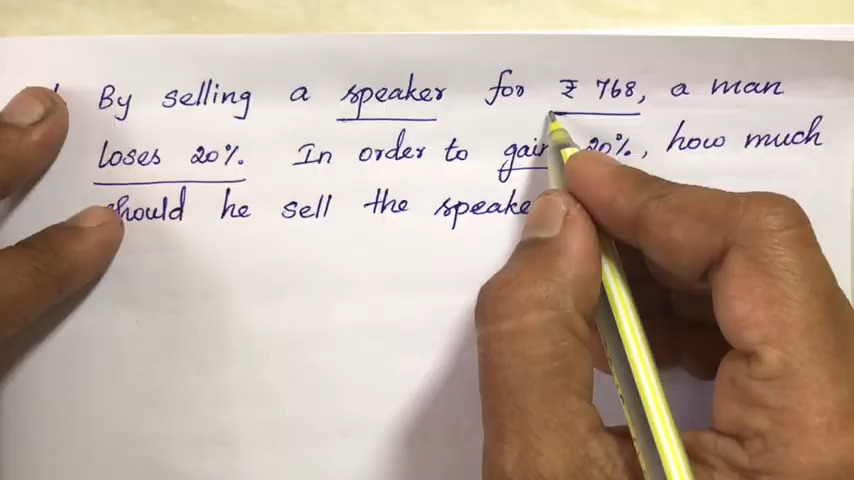 By selling a speaker for ₹ 768, a man
loses 20%. In order to gain 20%, how much
should he sell the speake